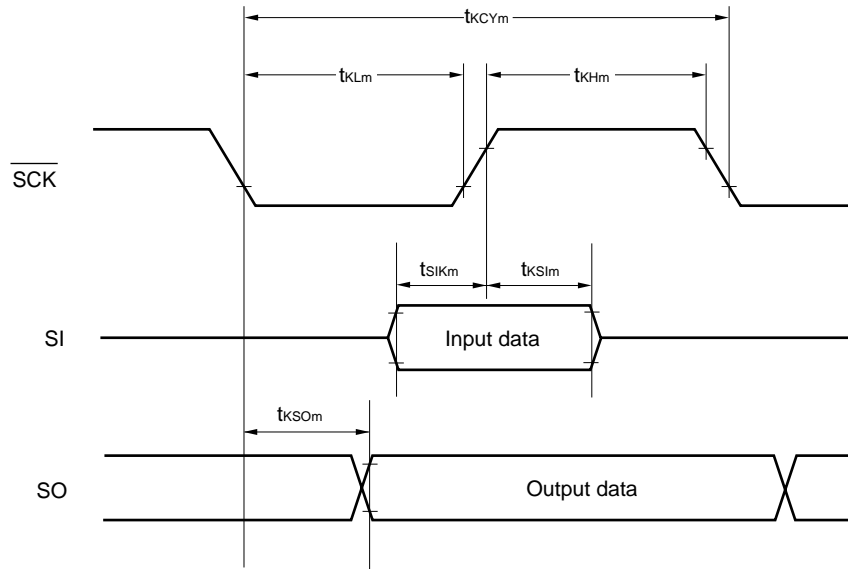 tKCYm
tKLm
tKHm
SCK
tSIKm
tKSIm
SI
Input data
tKSOm
SO
Output data